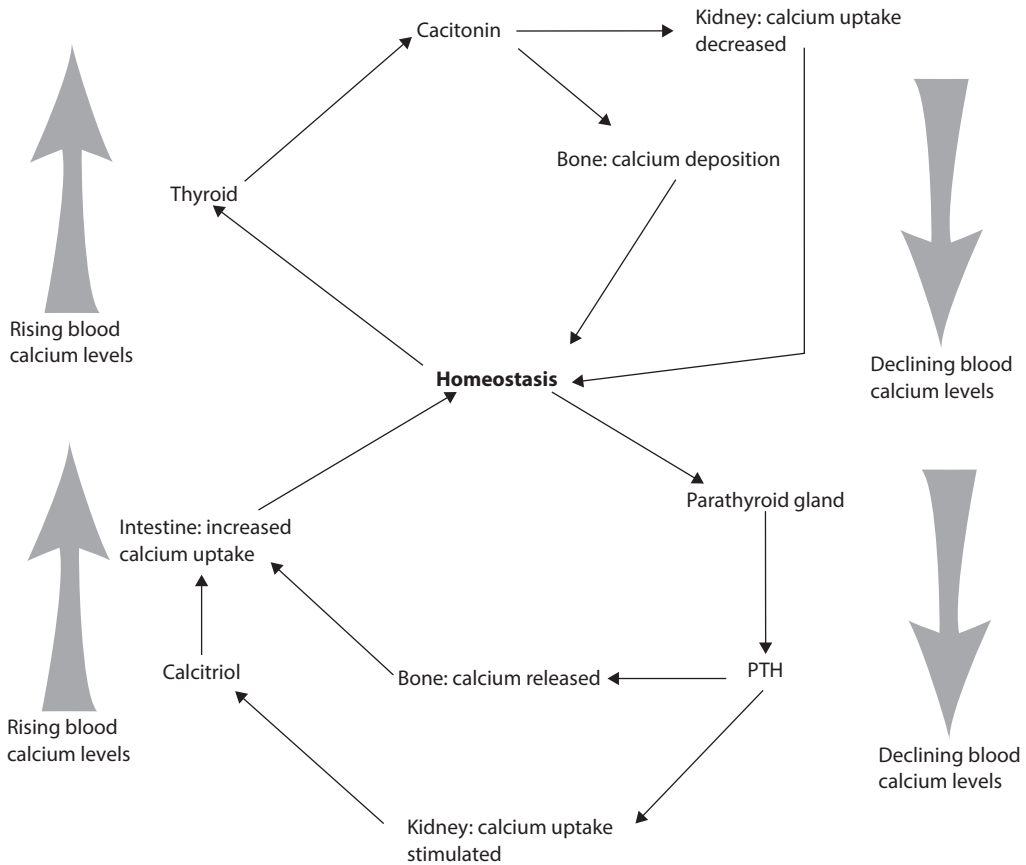 Cacitonin
Kidney: calcium uptake
decreased
Bone: calcium deposition
Thyroid
Rising blood
calcium levels
Declining blood
calcium levels
Homeostasis
Parathyroid gland
Intestine: increased
calcium uptake
Calcitriol
Bone: calcium released
PTH
Rising blood
calcium levels
Declining blood
calcium levels
Kidney: calcium uptake
stimulated